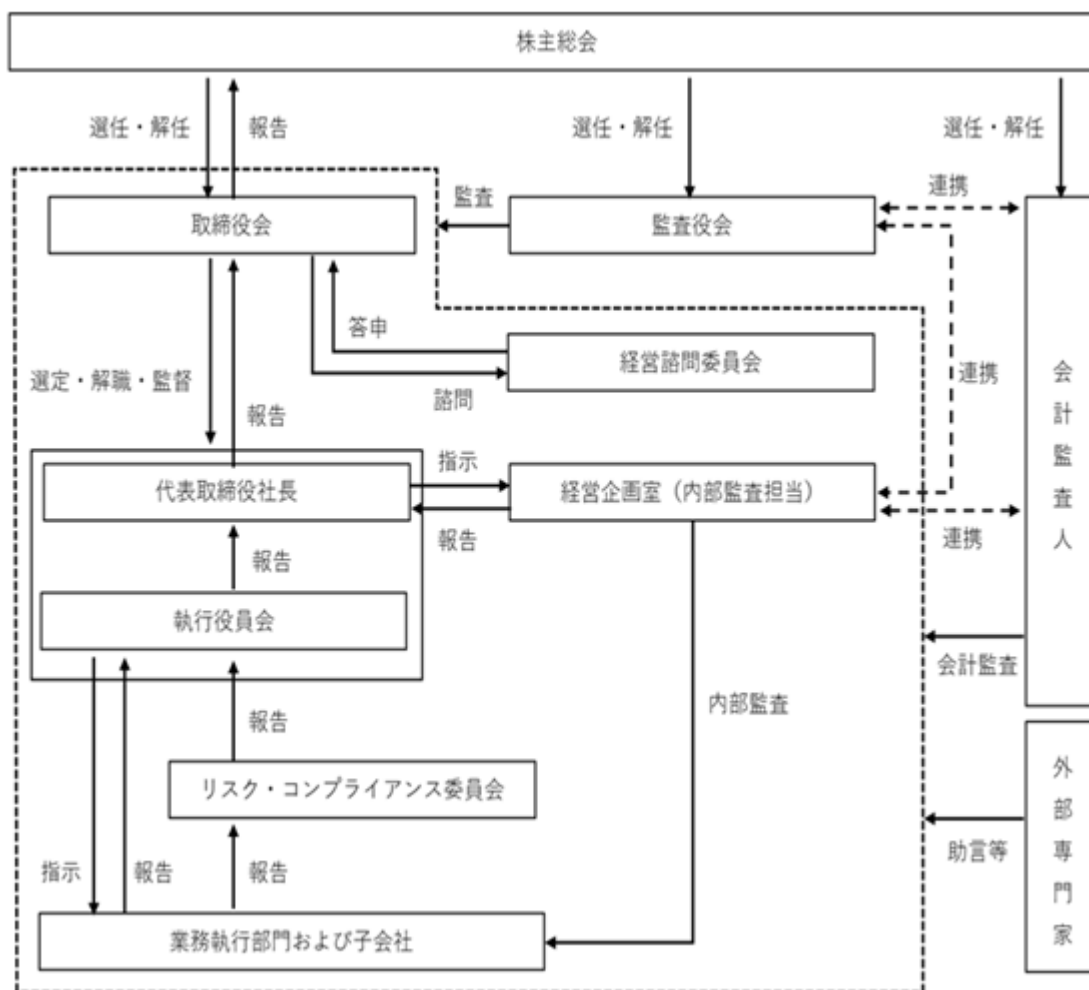 株主総会
選任・解任
報告
選任・解任
選任・解任
連携
取締役会
監査
監査役会
答申
経営諮問委員会
諮問
連携
会計監査人
選定・解職・監督
報告
代表取締役社長
指示
経営企画室（内部監査担当）
報告
連携
報告
執行役員会
会計監査
報告
内部監査
リスク・コンプライアンス委員会
外部専門家
助言等
指示
報告
報告
業務執行部門および子会社